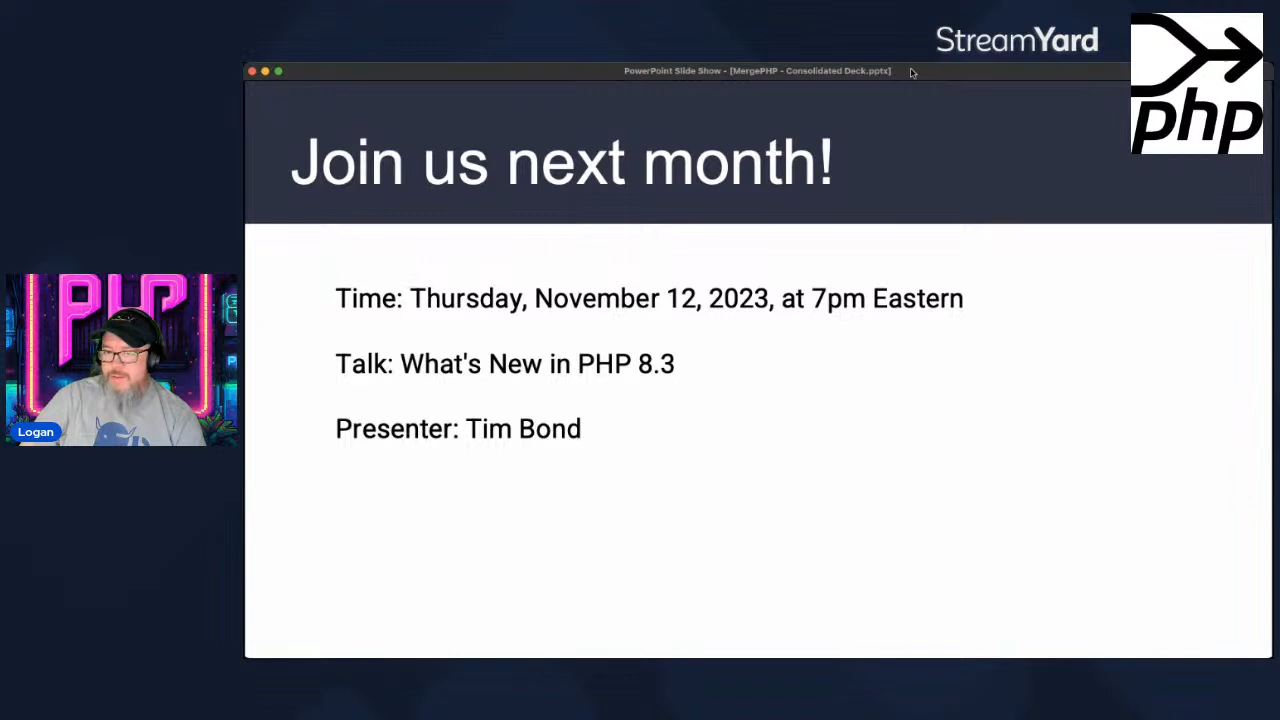 StreamYard
PowerPoint Slide Show - [MergePHP - Consolidated Deck.pptx]
php
Join us next month!
Time: Thursday, November 12, 2023, at 7pm Eastern
Talk: What's New in PHP 8.3
Presenter: Tim Bond
PHP
Logan